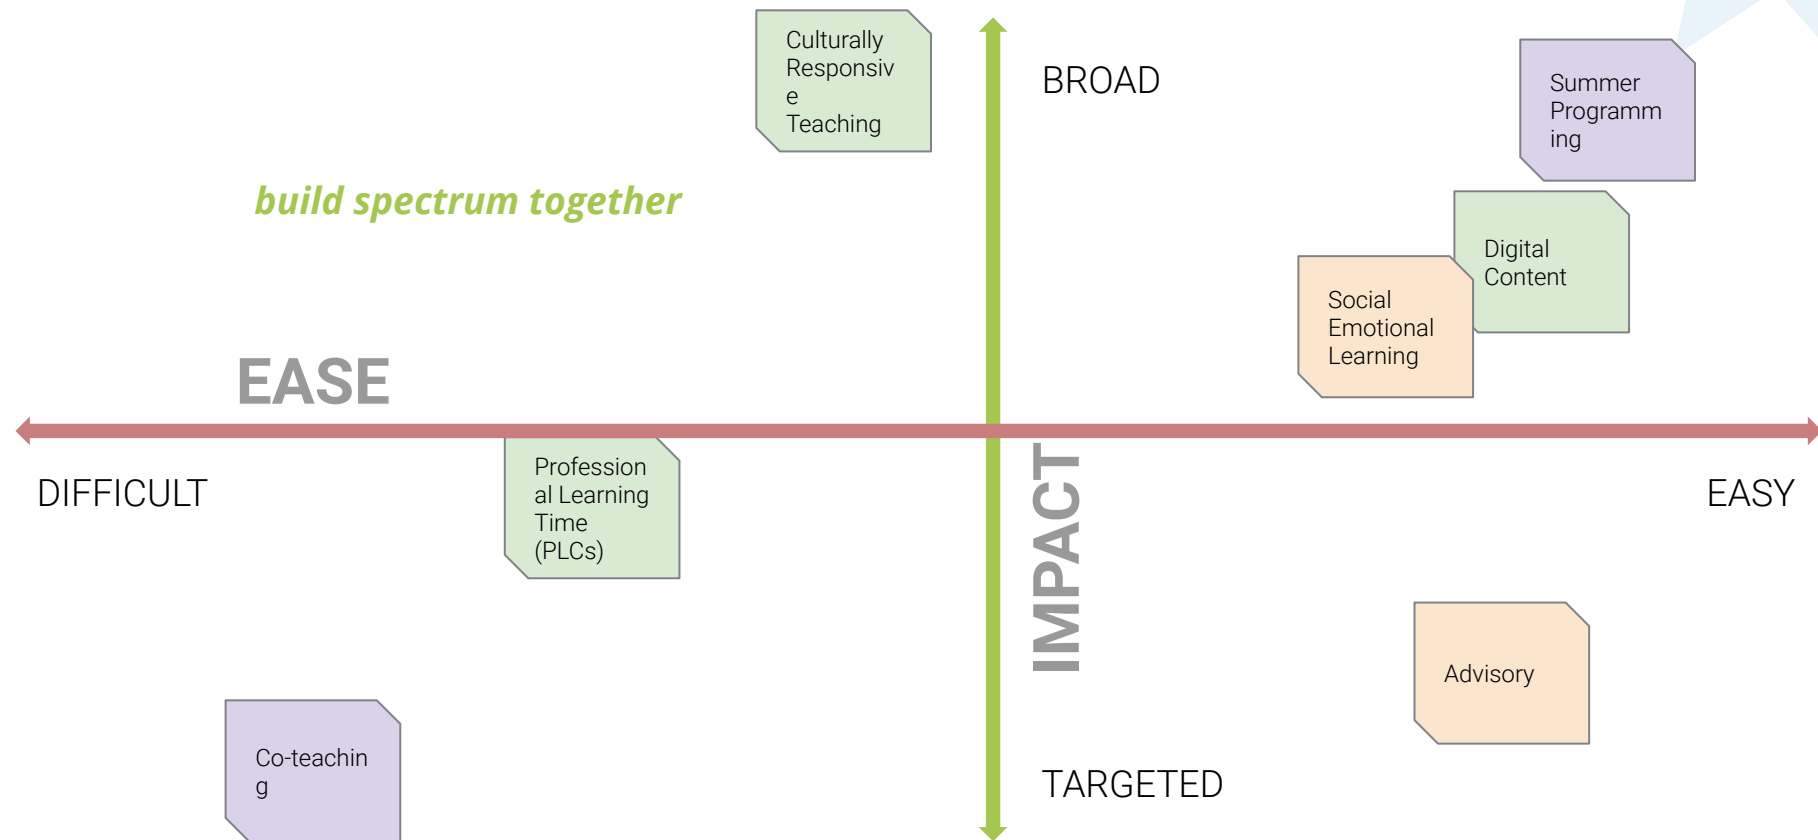 Culturally
Responsiv
e
Teaching
BROAD
Summer
Programm
ing
build spectrum together
Digital
Content
Social
Emotional
Learning
EASE
DIFFICULT
Profession
al Learning
Time
(PLCs)
IMPACT
EASY
Advisory
Co-teachin
g
TARGETED